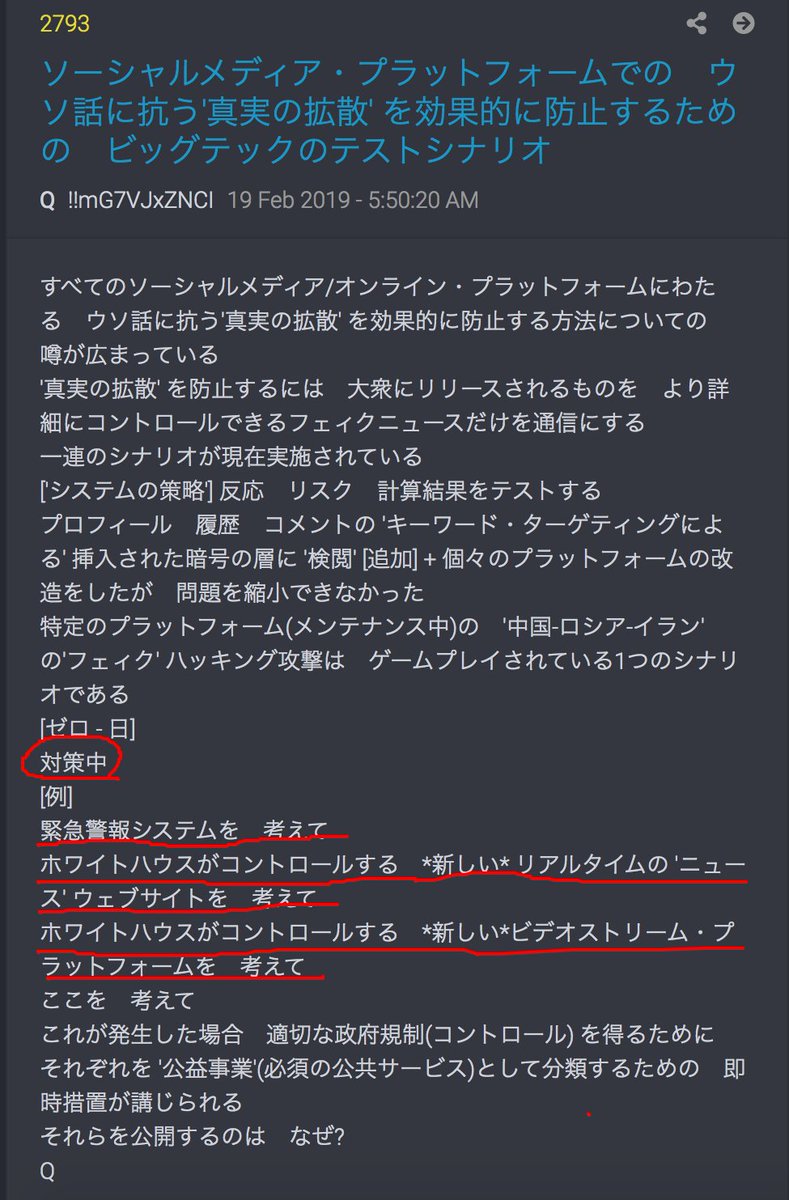 2793
ソーシャルメディア・プラットフォームでの　ウ
ソ話に抗う'真実の拡散' を効果的に防止するため
の　ビッグテックのテストシナリオ
Q !!mG7VJxZNCI 19 Feb 2019 - 5:50:20 AM
すべてのソーシャルメディア/オンライン・プラットフォームにわた
る　ウソ話に抗う'真実の拡散' を効果的に防止する方法についての
噂が広まっている
'真実の拡散' を防止するには　大衆にリリースされるものを　より詳
細にコントロールできるフェィクニュースだけを通信にする
一連のシナリオが現在実施されている
['システムの策略'] 反応　リスク　計算結果をテストする
プロフィール　履歴　コメントの 'キーワード・ターゲティングによ
る' 挿入された暗号の層に '検閲' [追加] + 個々のプラットフォームの改
造をしたが　問題を縮小できなかった
特定のプラットフォーム(メンテナンス中)の　'中国-ロシア-イラン'
の'フェィク' ハッキング攻撃は　ゲームプレイされている1つのシナリ
オである
[ゼロ - 日]
対策中
[例]
緊急警報システムを　考えて
ホワイトハウスがコントロールする　*新しい* リアルタイムの 'ニュー
ス' ウェブサイトを　考えて
ホワイトハウスがコントロールする　*新しい*ビデオストリーム・プ
ラットフォームを　考えて
ここを　考えて
これが発生した場合　適切な政府規制(コントロール) を得るために
それぞれを '公益事業'(必須の公共サービス)として分類するための　即
時措置が講じられる
それらを公開するのは　なぜ?
Q